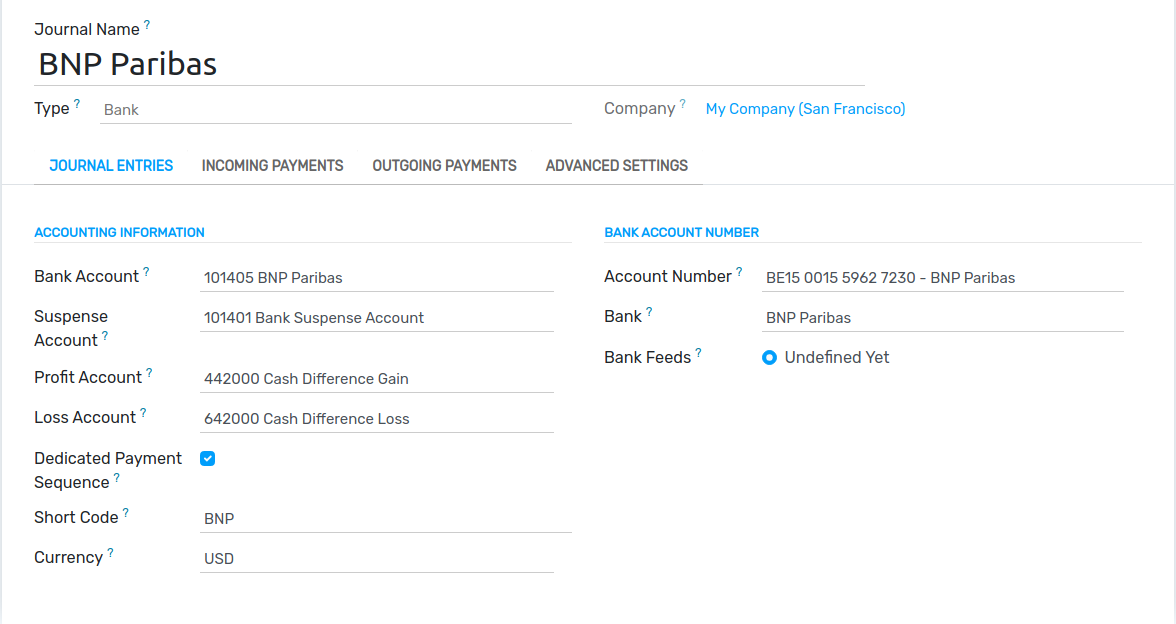 Journal Name ?
BNP Paribas
Type ? Bank Company ? My Company (San Francisco)
JOURNAL ENTRIES INCOMING PAYMENTS OUTGOING PAYMENTS ADVANCED SETTINGS
ACCOUNTING INFORMATION
Bank Account ? 101405 BNP Paribas
Suspense
Account ? 101401 Bank Suspense Account
Profit Account ? 442000 Cash Difference Gain
Loss Account ? 642000 Cash Difference Loss
Dedicated Payment
Sequence ?
Short Code ? BNP
Currency ? USD
BANK ACCOUNT NUMBER
Account Number ? BE15 0015 5962 7230 - BNP Paribas
Bank ? BNP Paribas
Bank Feeds ? Undefined Yet